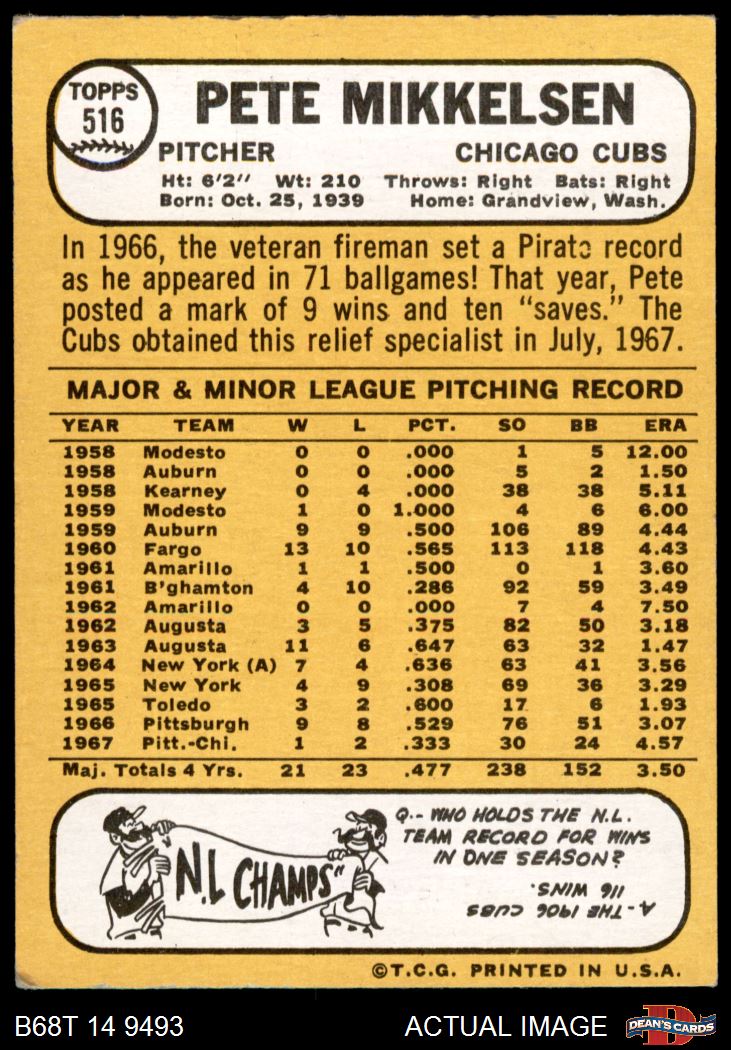 TOPPS
516
PETE MIKKELSEN
PITCHER CHICAGO CUBS
Ht: 6'2" Wt: 210 Throws: Right Bats: Right
Born: Oct. 25, 1939 Home: Grandview, Wash.
In 1966, the veteran fireman set a Pirate record
as he appeared in 71 ballgames! That year, Pete
posted a mark of 9 wins and ten "saves." The
Cubs obtained this relief specialist in July, 1967.
MAJOR & MINOR LEAGUE PITCHING RECORD
YEAR TEAM W L PCT. SO BB ERA
1958 Modesto 0 0 .000 1 5 12.00
1958 Auburn 0 0 .000 5 2 1.50
1958 Kearney 0 4 .000 38 38 5.11
1959 Modesto 1 0 1.000 4 6 6.00
1959 Auburn 9 9 .500 106 89 4.44
1960 Fargo 13 10 .565 113 118 4.43
1961 Amarillo 1 1 .500 0 1 3.60
1961 B'ghamton 4 10 .286 92 59 3.49
1962 Amarillo 0 0 .000 7 4 7.50
1962 Augusta 3 5 .375 82 50 3.18
1963 Augusta 11 6 .647 63 32 1.47
1964 New York (A) 7 4 .636 63 41 3.56
1965 New York 4 9 .308 69 36 3.29
1965 Toledo 3 2 .600 17 6 1.93
1966 Pittsburgh 9 8 .529 76 51 3.07
1967 Pitt.-Chi. 1 2 .333 30 24 4.57
Maj. Totals 4 Yrs. 21 23 .477 238 152 3.50
N.L CHAMPS
Q.-- WHO HOLDS THE N.L.
TEAM RECORD FOR WINS
IN ONE SEASON?
A-THE 1906 CUBS
116 WINS.
©T.C.G. PRINTED IN U.S.A.
B68T 14 9493 ACTUAL IMAGE
D
DEAN'S CARDS